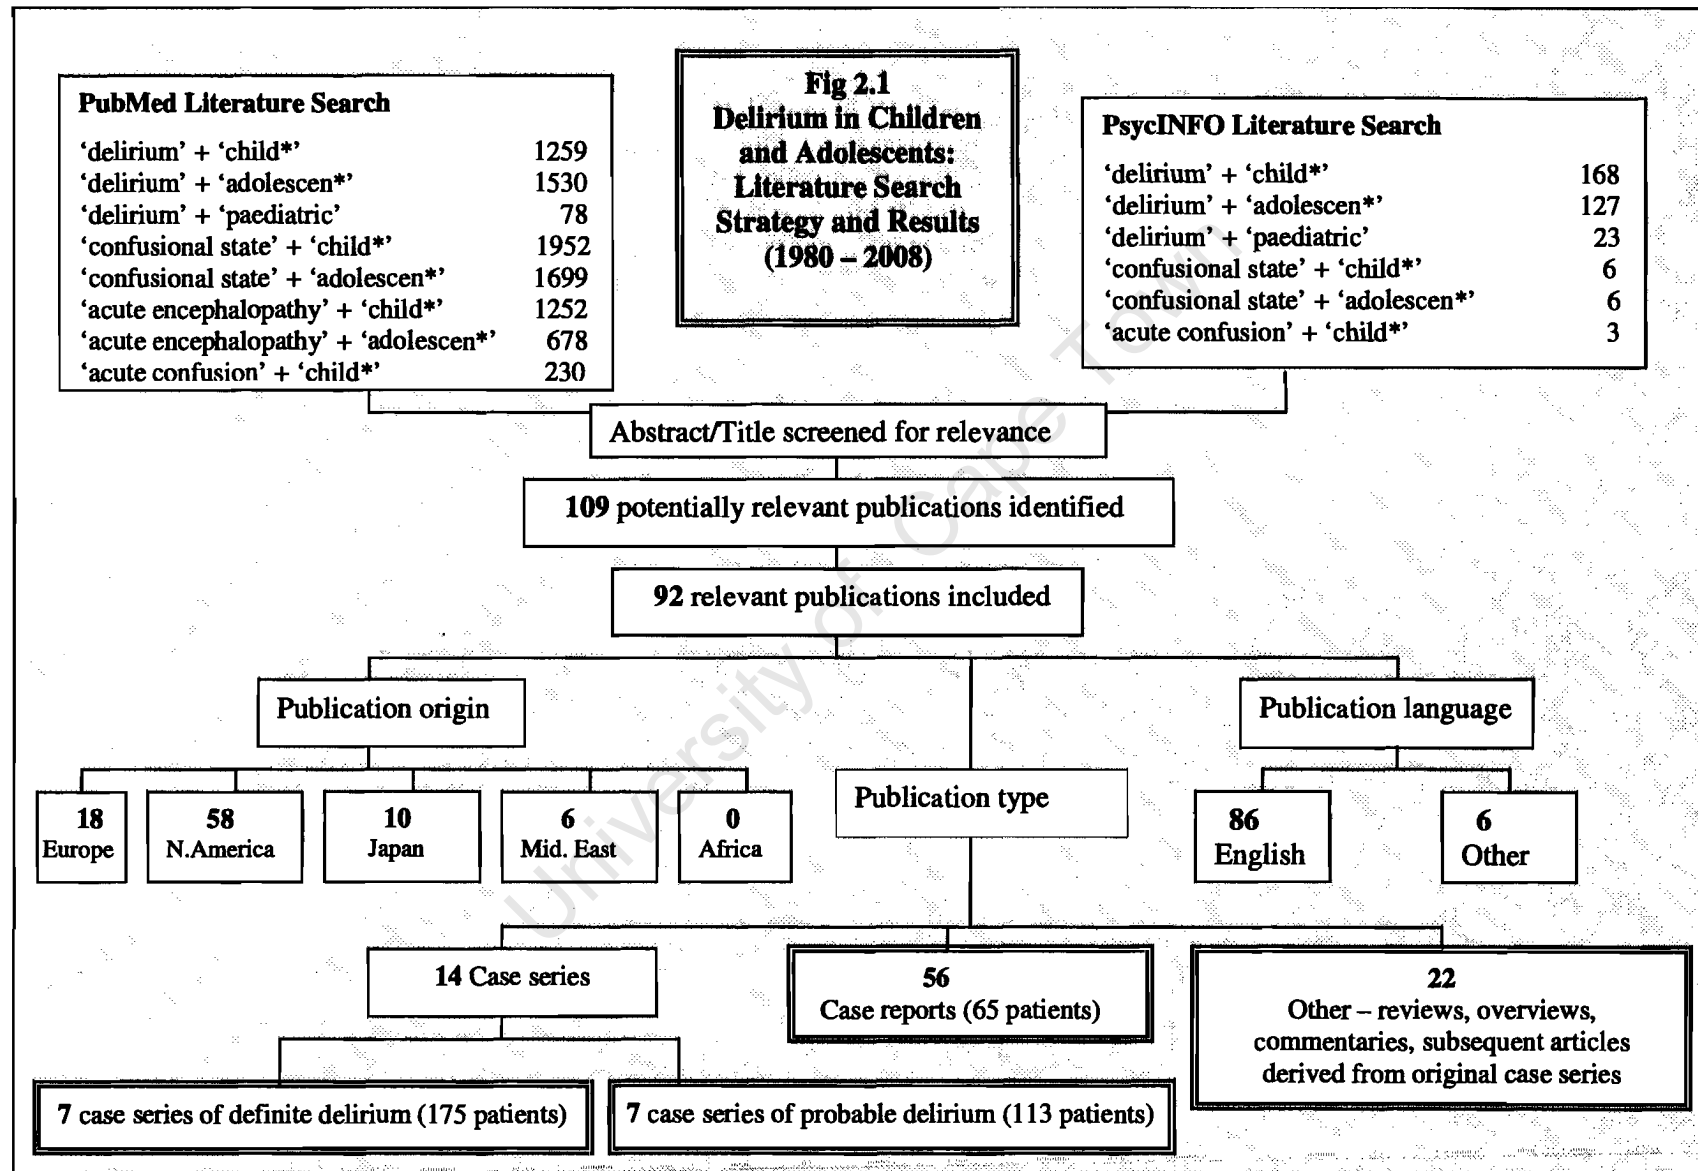 Fig 2.1
Delirium in Children
and Adolescents:
Literature Search
Strategy and Results
(1980 – 2008)
PubMed Literature Search
‘delirium’ + ‘child*’ 1259
‘delirium’ + ‘adolescen*’ 1530
‘delirium’ + ‘paediatric’ 78
‘confusional state’ + ‘child*’ 1952
‘confusional state’ + ‘adolescen*’ 1699
‘acute encephalopathy’ + ‘child*’ 1252
‘acute encephalopathy’ + ‘adolescen*’ 678
‘acute confusion’ + ‘child*’ 230
PsycINFO Literature Search
‘delirium’ + ‘child*’ 168
‘delirium’ + ‘adolescen*’ 127
‘delirium’ + ‘paediatric’ 23
‘confusional state’ + ‘child*’ 6
‘confusional state’ + ‘adolescen*’ 6
‘acute confusion’ + ‘child*’ 3
Abstract/Title screened for relevance
109 potentially relevant publications identified
92 relevant publications included
Publication origin
18
Europe
58
N.America
10
Japan
6
Mid. East
0
Africa
Publication type
Publication language
86
English
6
Other
14 Case series
56
Case reports (65 patients)
22
Other – reviews, overviews,
commentaries, subsequent articles
derived from original case series
7 case series of definite delirium (175 patients)
7 case series of probable delirium (113 patients)
University of Cape Town